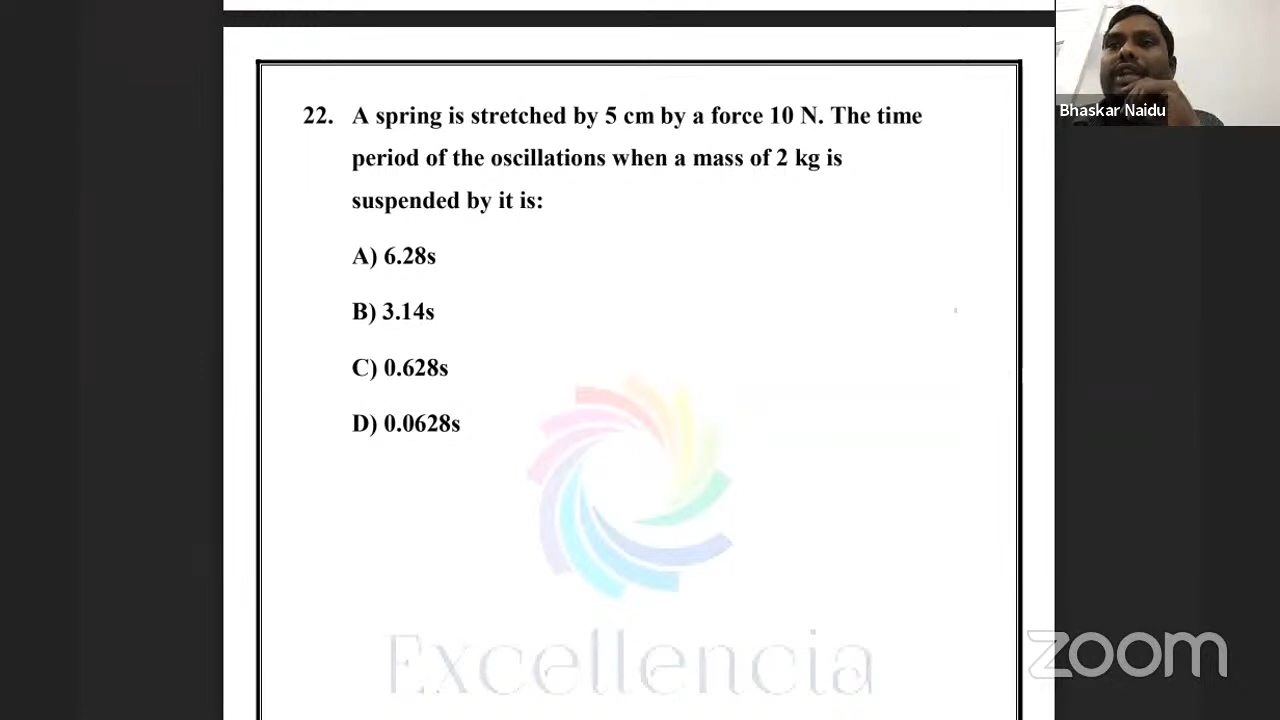 Bhaskar Naidu
22. A spring is stretched by 5 cm by a force 10 N. The time
period of the oscillations when a mass of 2 kg is
suspended by it is:
A) 6.28s
B) 3.14s
C) 0.628s
D) 0.0628s
Excellencia
zoom